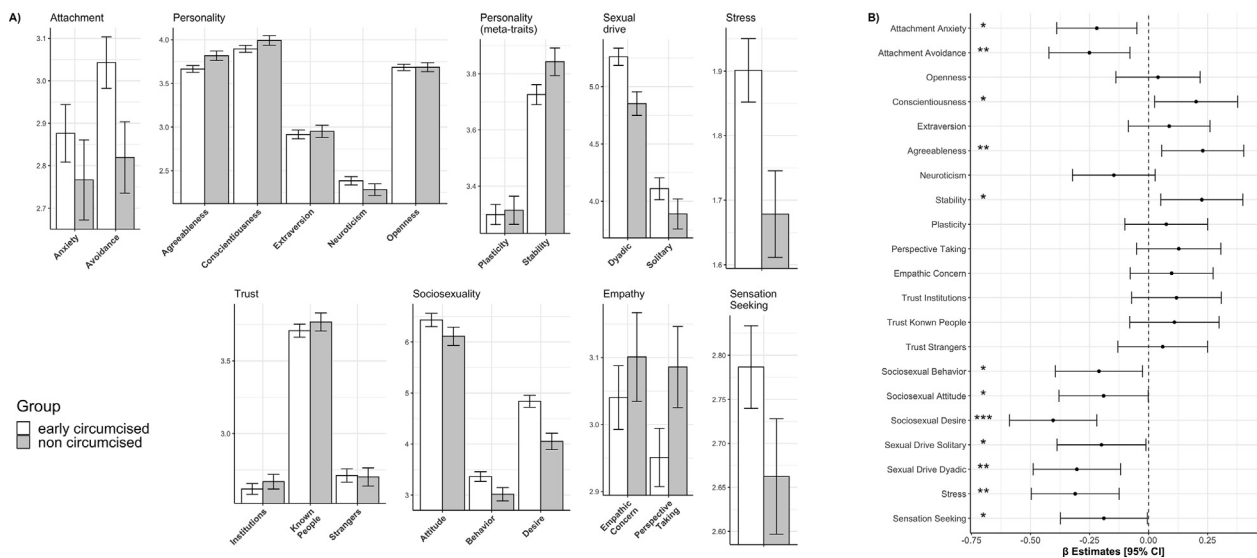 A)
Attachment
3.1
3.0
2.9
2.8
2.7
Anxiety
Avoidance
Personality
4.0
3.5
3.0
2.5
Agreeableness
Conscientiousness
Extraversion
Neuroticism
Openness
Personality
(meta-traits)
3.8
3.6
3.4
Plasticity
Stability
Sexual
drive
5.0
4.5
4.0
Dyadic
Solitary
Stress
1.9
1.8
1.7
1.6
Group
early circumcised
non circumcised
Trust
3.5
3.0
Institutions
Known
People
Strangers
Sociosexuality
6
5
4
3
Attitude
Behavior
Desire
Empathy
3.1
3.0
2.9
Empathic
Concern
Perspective
Taking
Sensation
Seeking
2.80
2.75
2.70
2.65
2.60
B)
Attachment Anxiety *
Attachment Avoidance **
Openness
Conscientiousness *
Extraversion
Agreeableness **
Neuroticism
Stability *
Plasticity
Perspective Taking
Empathic Concern
Trust Institutions
Trust Konwn People
Trust Strangers
Sociosexual Behavior *
Sociosexual Attitude *
Sociosexual Desire ***
Sexual Drive Solitary *
Sexual Drive Dyadic **
Stress **
Sensation Seeking *
-0.75 -0.50 -0.25 0.00 0.25
β Estimates [95% CI]